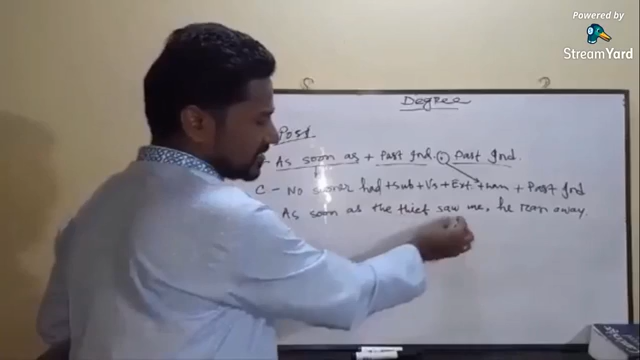 Powered by
StreamYard
Degree
Post
As soon as + Past Ind. , Past Ind.
C - No sooner had + sub + V3 + Ext. + than + Past Ind
As soon as the thief saw me, he ran away.